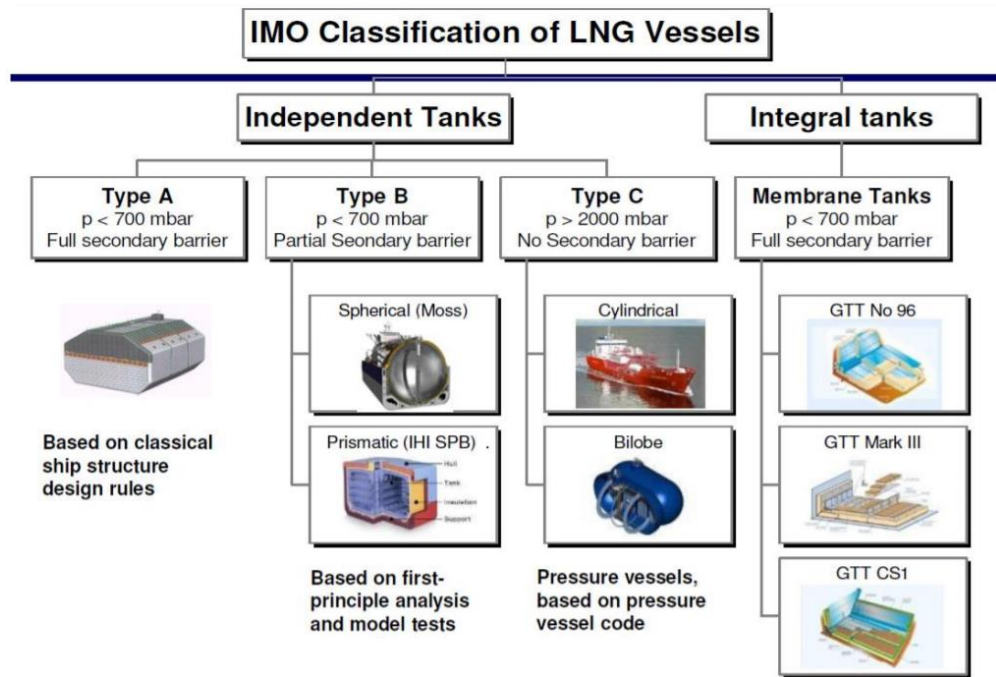 IMO Classification of LNG Vessels
Independent Tanks
Integral tanks
Type A
p < 700 mbar
Full secondary barrier
Type B
p < 700 mbar
Partial Seondary barrier
Type C
p > 2000 mbar
No Secondary barrier
Membrane Tanks
p < 700 mbar
Full secondary barrier
Based on classical
ship structure
design rules
Spherical (Moss)
Prismatic (IHI SPB) .
Hull
Tank
Insulation
Support
Based on first-
principle analysis
and model tests
Cylindrical
Bilobe
Pressure vessels,
based on pressure
vessel code
GTT No 96
GTT Mark III
GTT CS1